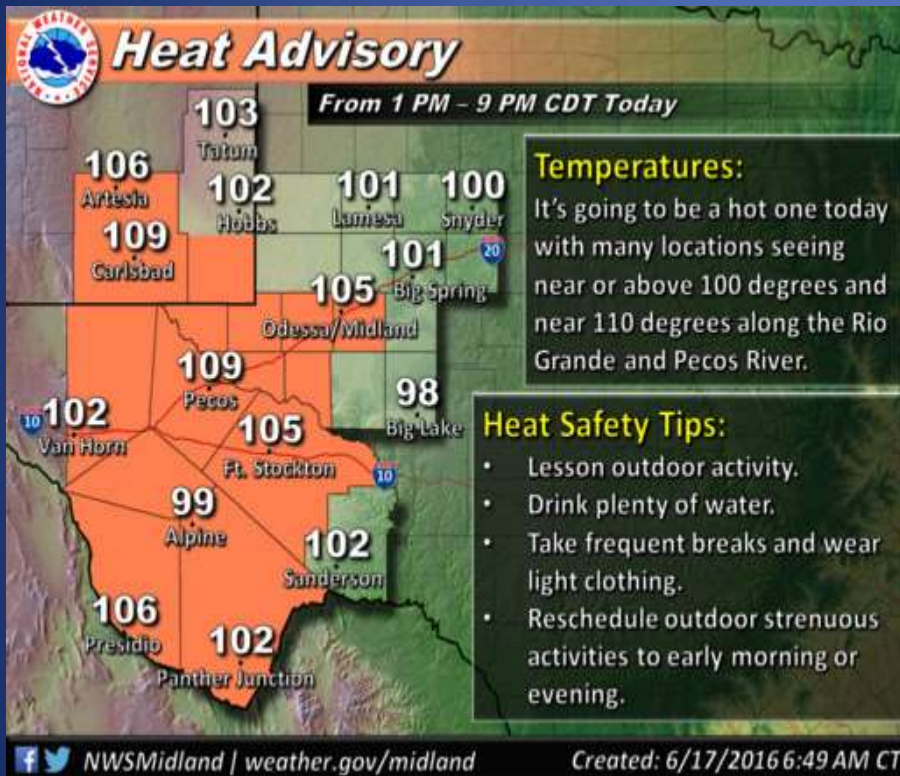 NATIONAL WEATHER SERVICE
Heat Advisory
From 1 PM – 9 PM CDT Today
103
Tatum
106
Artesia
102
Hobbs
101
Lamesa
100
Snyder
109
Carlsbad
101
Big Spring
20
105
Odessa/Midland
109
Pecos
98
Big Lake
10
102
Van Horn
105
Ft. Stockton
10
99
Alpine
102
Sanderson
106
Presidio
102
Panther Junction
Temperatures:
It's going to be a hot one today
with many locations seeing
near or above 100 degrees and
near 110 degrees along the Rio
Grande and Pecos River.
Heat Safety Tips:
• Lesson outdoor activity.
• Drink plenty of water.
• Take frequent breaks and wear
light clothing.
• Reschedule outdoor strenuous
activities to early morning or
evening.
NWSMidland | weather.gov/midland
Created: 6/17/2016 6:49 AM CT